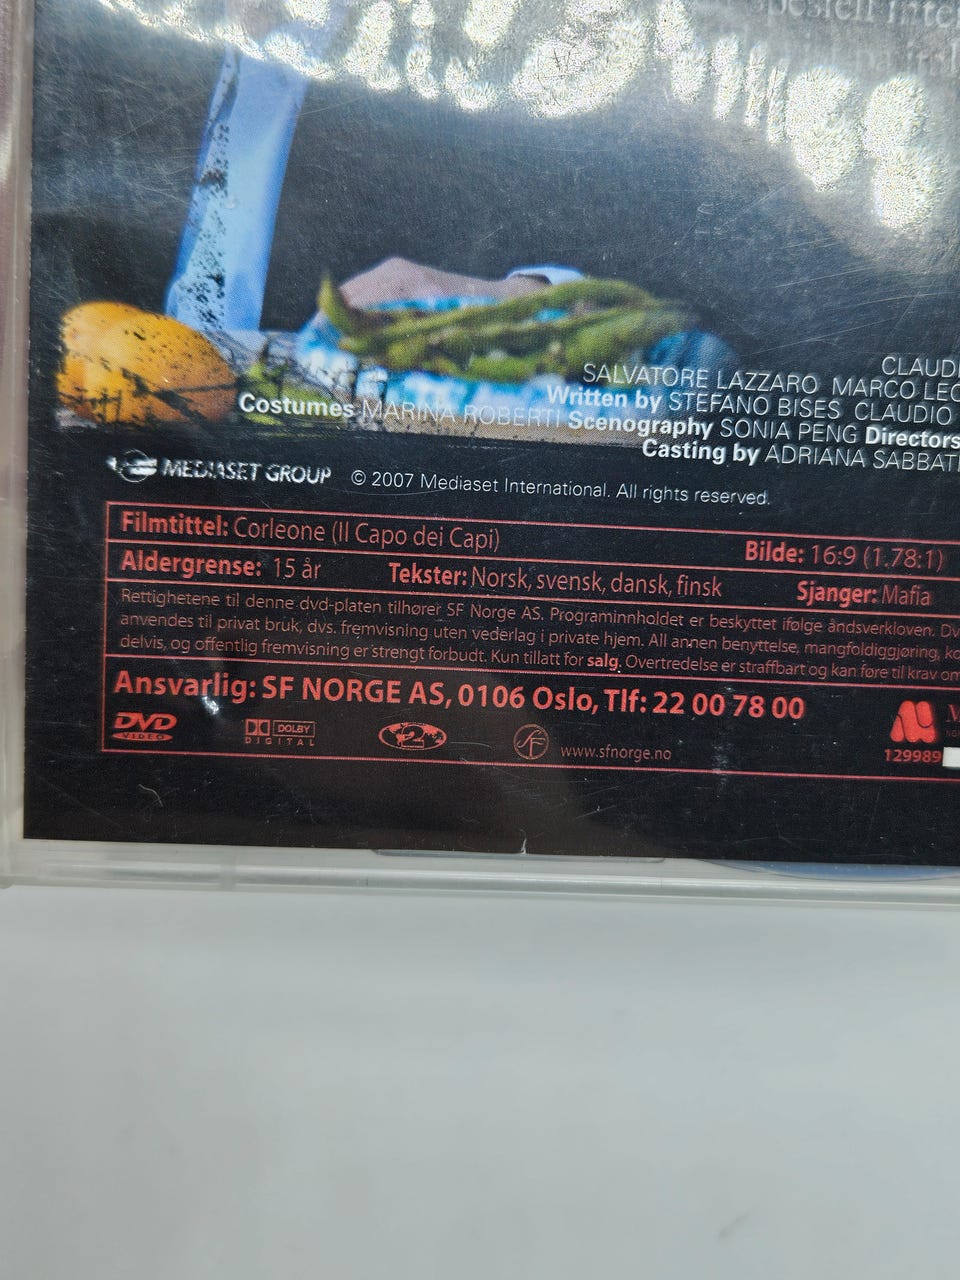 spesiell
CLAUDI
SALVATORE LAZZARO MARCO LEO
Written by STEFANO BISES CLAUDIO
Costumes MARINA ROBERTI Scenography SONIA PENG Directors
Casting by ADRIANA SABBATI
MEDIASET GROUP © 2007 Mediaset International. All rights reserved.
Filmtittel: Corleone (Il Capo dei Capi) Bilde: 16:9 (1.78:1)
Aldergrense: 15 år Tekster: Norsk, svensk, dansk, finsk Sjanger: Mafia
Rettighetene til denne dvd-platen tilhører SF Norge AS. Programinnholdet er beskyttet ifølge åndsverkloven. Dv
anvendes til privat bruk, dvs. fremvisning uten vederlag i private hjem. All annen benyttelse, mangfoldiggjøring, ko
delvis, og offentlig fremvisning er strengt forbudt. Kun tillatt for salg. Overtredelse er straffbart og kan føre til krav om
Ansvarlig: SF NORGE AS, 0106 Oslo, Tlf: 22 00 78 00
DVD VIDEO DOLBY DIGITAL 2 SF www.sfnorge.no
129989